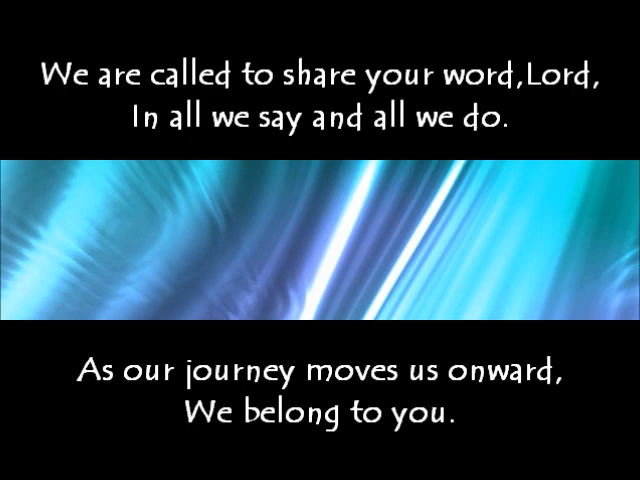 We are called to share your word,Lord,
In all we say and all we do.
As our journey moves us onward,
We belong to you.